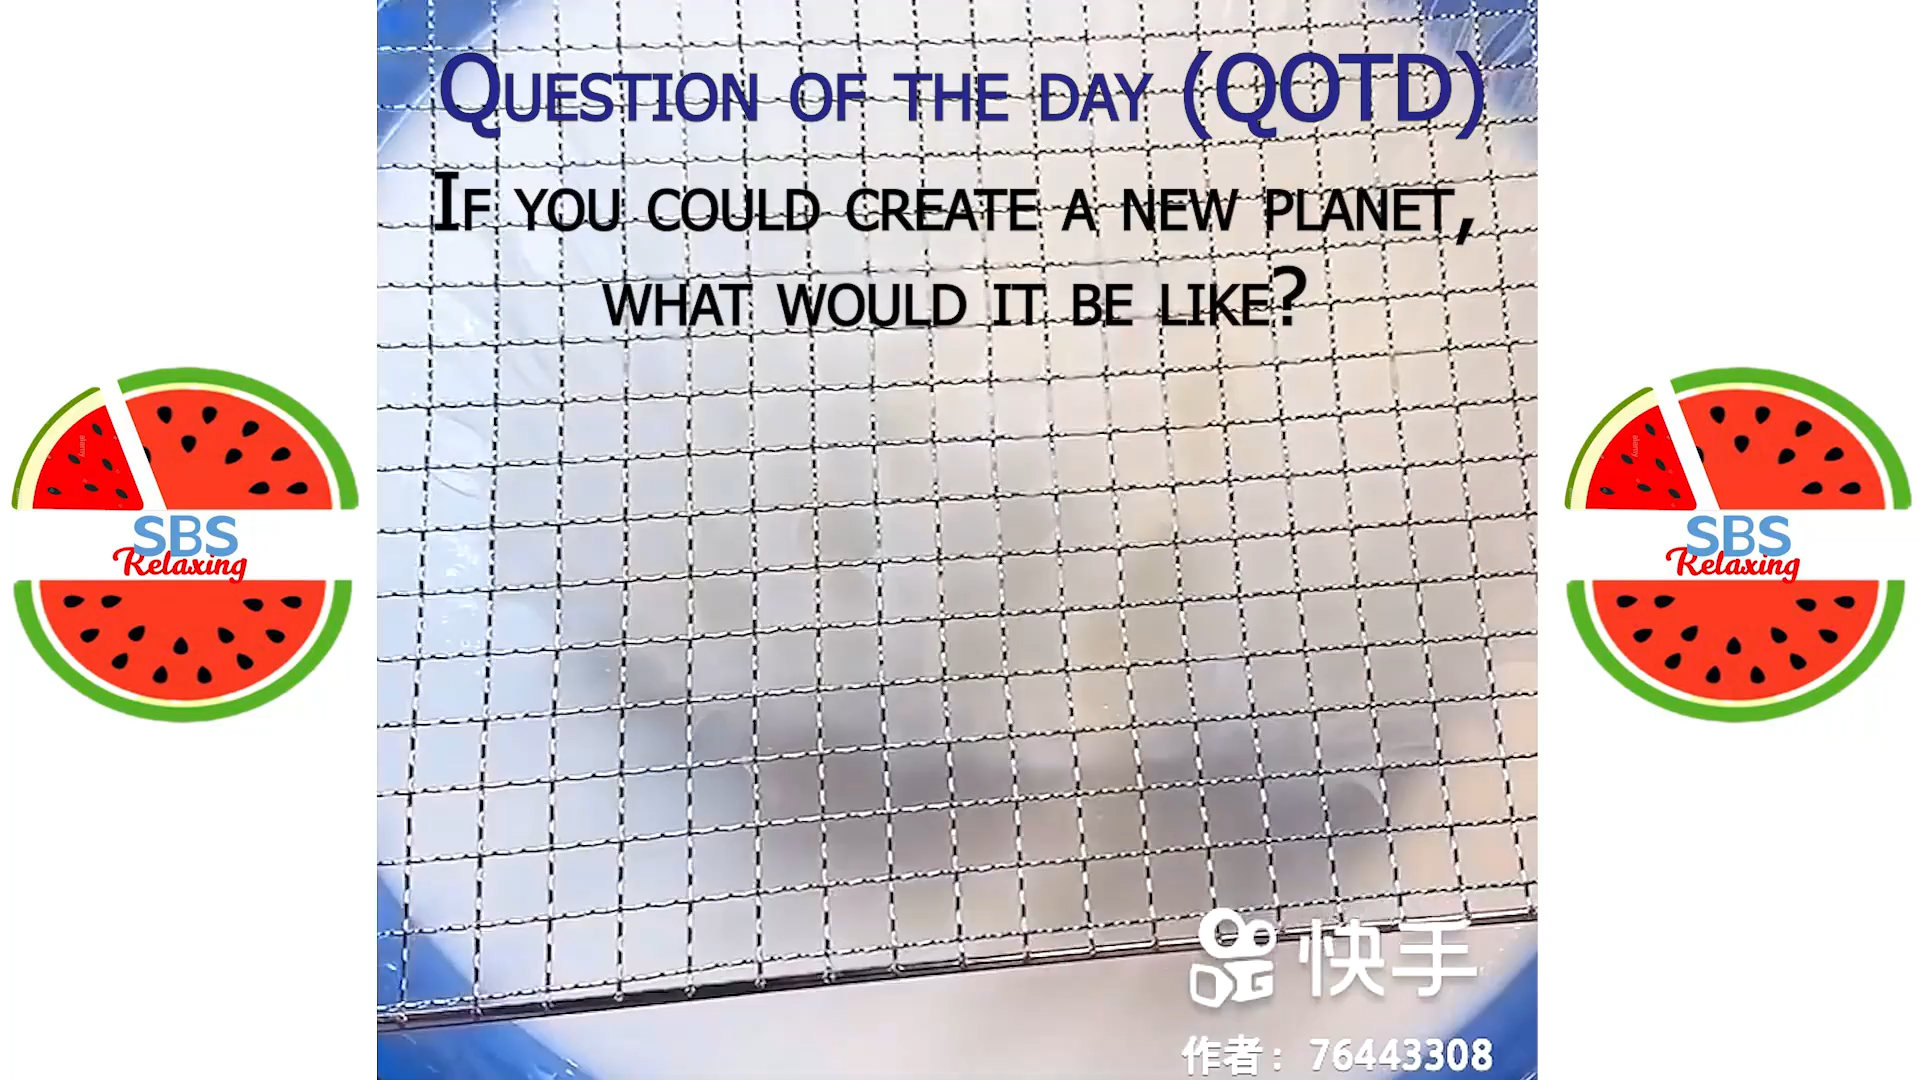 QUESTION OF THE DAY (QOTD)
IF YOU COULD CREATE A NEW PLANET,
WHAT WOULD IT BE LIKE?
SBS
Relaxing
SBS
Relaxing
快手
作者：76443308